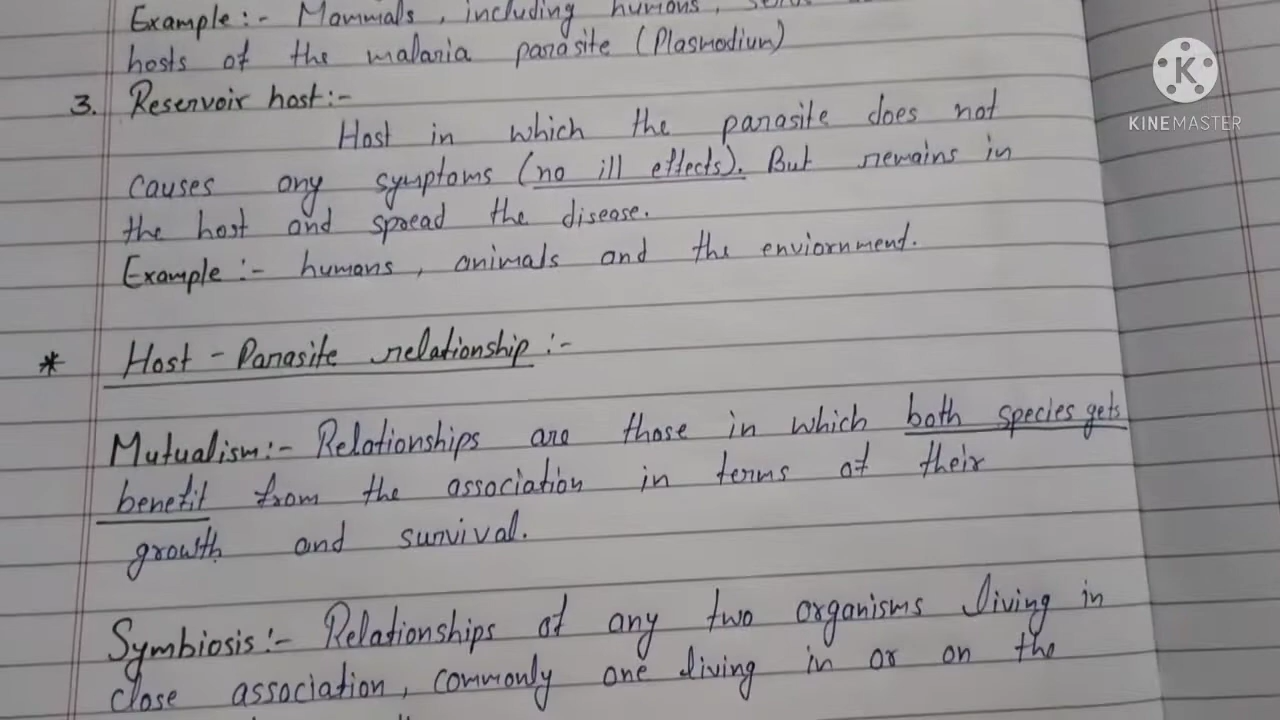 Example:- Mammals, including humans,
hosts of the malaria parasite (Plasmodium)
3. Reservoir host:-
Host in which the parasite does not
causes any symptoms (no ill effects). But remains in
the host and spread the disease.
Example:- humans, animals and the enviornment.
* Host - Parasite relationship:-
Mutualism:- Relationships are those in which both species gets
benefit from the association in terms of their
growth and survival.
Symbiosis:- Relationships of any two organisms living in
close association, commonly one living in or on the
K
KINEMASTER